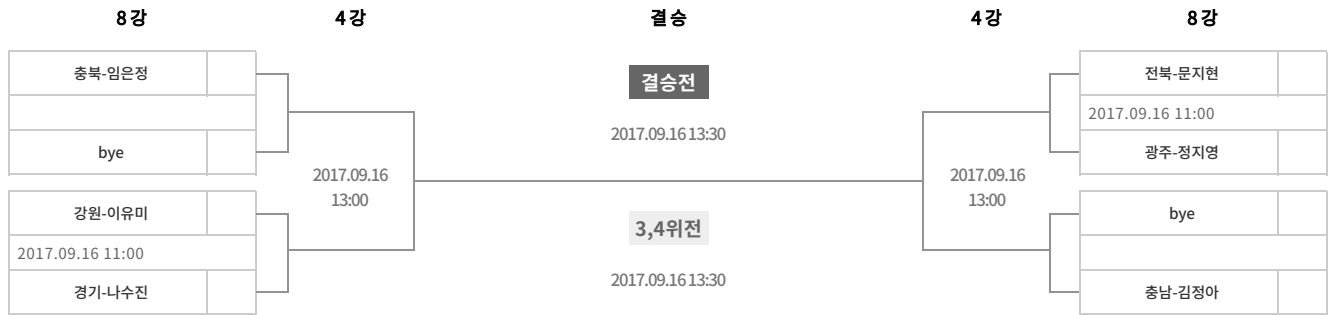 8강
4강
결승
4강
8강
충북-임은정
bye
강원-이유미
2017.09.16 11:00
경기-나수진
2017.09.16
13:00
결승전
2017.09.16 13:30
3,4위전
2017.09.16 13:30
2017.09.16
13:00
전북-문지현
2017.09.16 11:00
광주-정지영
bye
충남-김정아